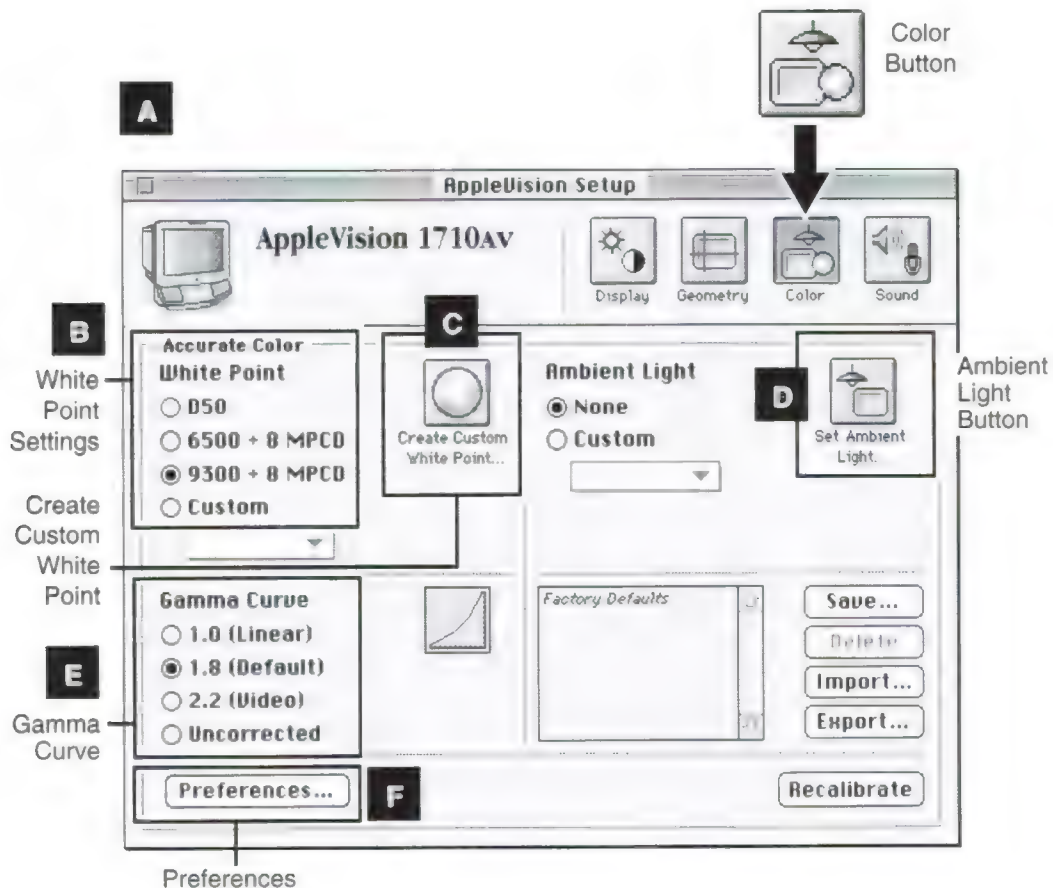 Color
Button
A
AppleVision Setup
AppleVision 1710AV
Display
Geometry
Color
Sound
B
White
Point
Settings
Accurate Color
White Point
D50
6500 + 8 MPCD
9300 + 8 MPCD
Custom
C
Create Custom
White Point...
Ambient Light
None
Custom
D
Set Ambient
Light.
Ambient
Light
Button
Create
Custom
White
Point
E
Gamma
Curve
Gamma Curve
1.0 (Linear)
1.8 (Default)
2.2 (Video)
Uncorrected
Factory Defaults
Save...
Delete
Import...
Export...
Preferences...
F
Recalibrate
Preferences